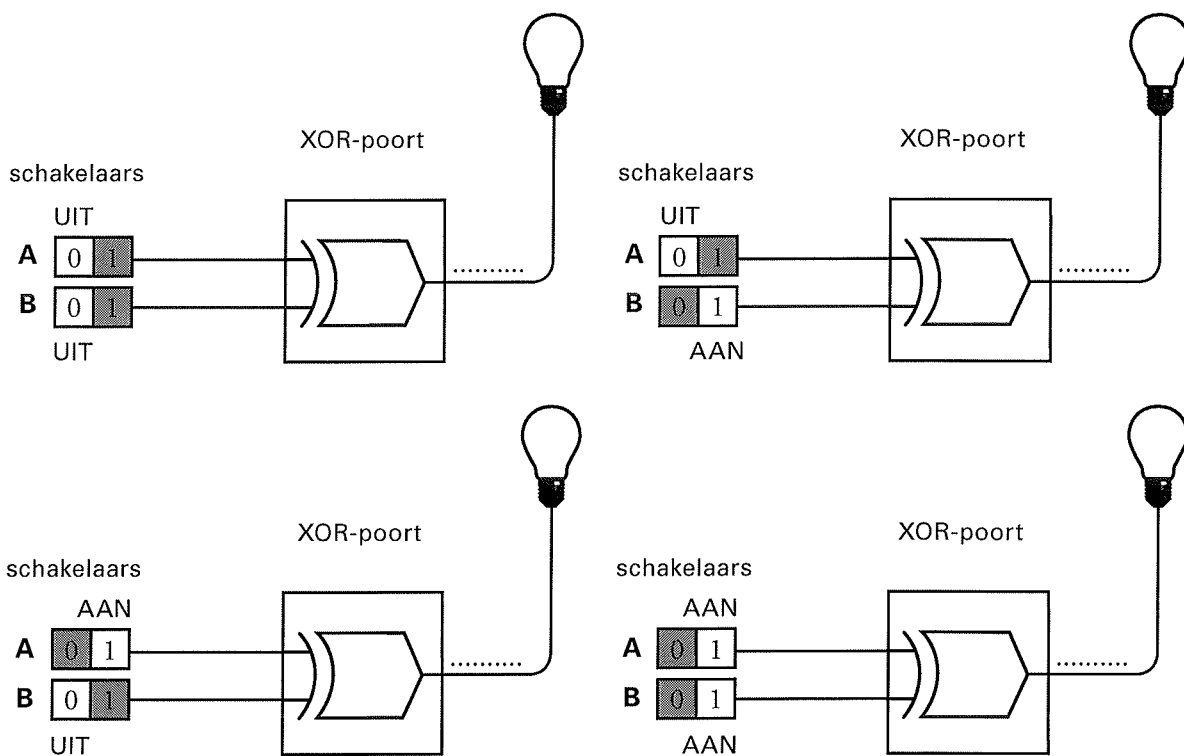 XOR-poort
schakelaars
UIT
A 0 1
B 0 1
UIT
XOR-poort
schakelaars
UIT
A 0 1
B 0 1
AAN
XOR-poort
schakelaars
AAN
A 0 1
B 0 1
UIT
XOR-poort
schakelaars
AAN
A 0 1
B 0 1
AAN